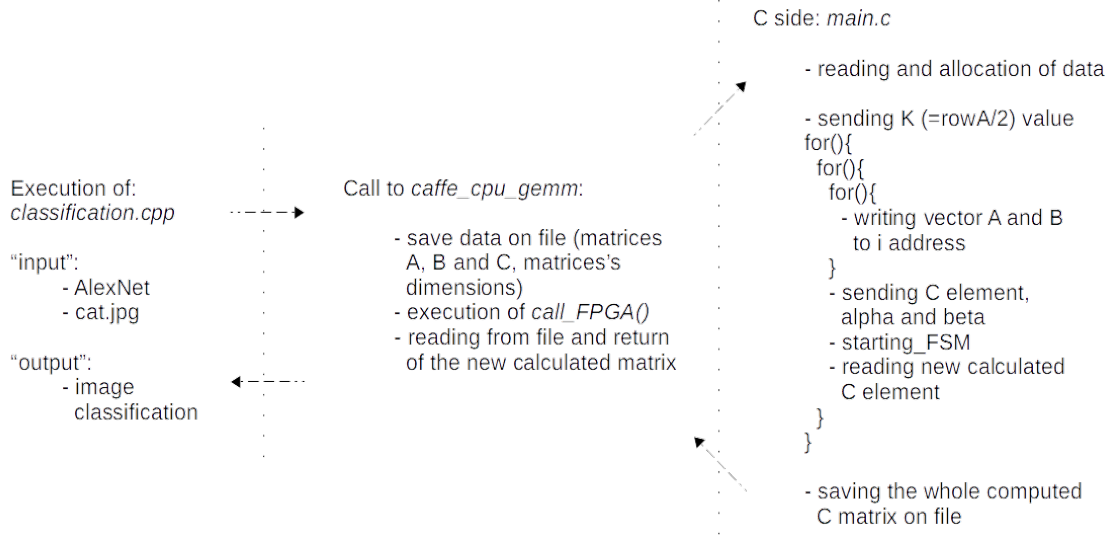 Execution of:
classification.cpp
“input”:
- AlexNet
- cat.jpg
“output”:
- image
classification
Call to caffe_cpu_gemm:
- save data on file (matrices
A, B and C, matrices's
dimensions)
- execution of call_FPGA()
- reading from file and return
of the new calculated matrix
C side: main.c
- reading and allocation of data
- sending K (=rowA/2) value
for(){
for(){
for(){
- writing vector A and B
to i address
}
- sending C element,
alpha and beta
- starting_FSM
- reading new calculated
C element
}
}
- saving the whole computed
C matrix on file